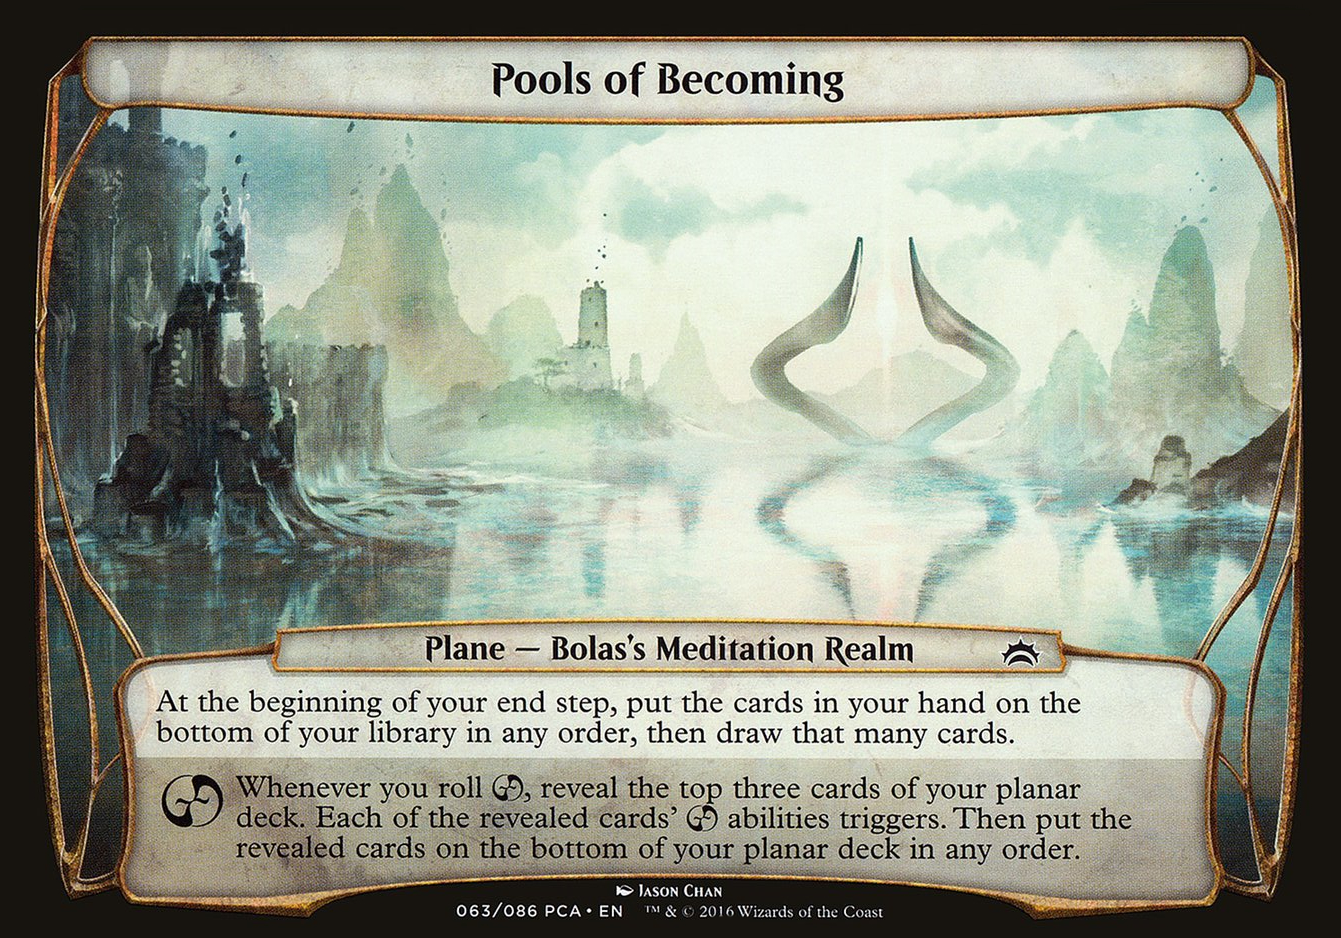 Pools of Becoming
Plane — Bolas's Meditation Realm
At the beginning of your end step, put the cards in your hand on the
bottom of your library in any order, then draw that many cards.
Whenever you roll , reveal the top three cards of your planar
deck. Each of the revealed cards' abilities triggers. Then put the
revealed cards on the bottom of your planar deck in any order.
Jason Chan
063/086 PCA • EN ™ & © 2016 Wizards of the Coast